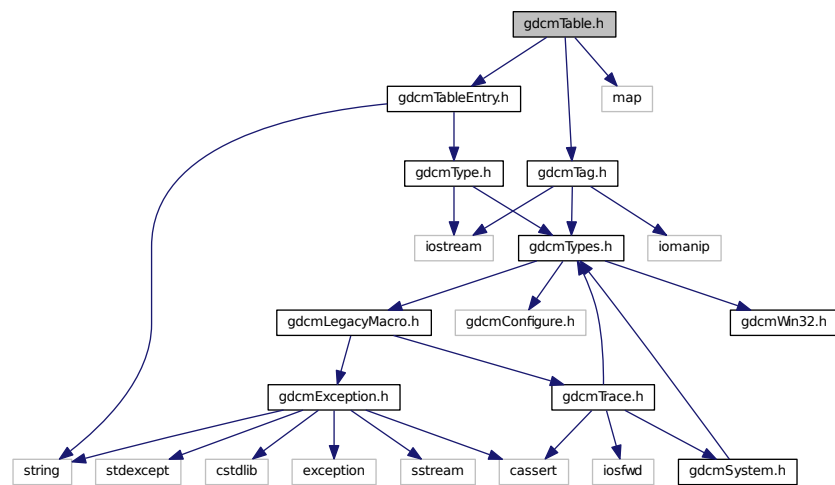 gdcmTable.h
gdcmTableEntry.h
map
gdcmType.h
gdcmTag.h
iostream
gdcmTypes.h
iomanip
gdcmLegacyMacro.h
gdcmConfigure.h
gdcmWin32.h
gdcmException.h
gdcmTrace.h
string
stdexcept
cstdlib
exception
sstream
cassert
iosfwd
gdcmSystem.h